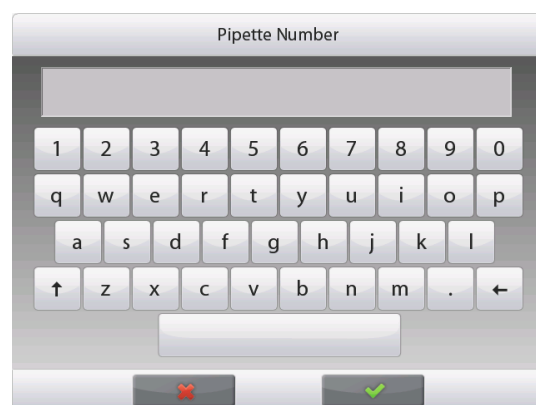 Pipette Number
1 2 3 4 5 6 7 8 9 0
q w e r t y u i o p
a s d f g h j k l
↑ z x c v b n m . ←